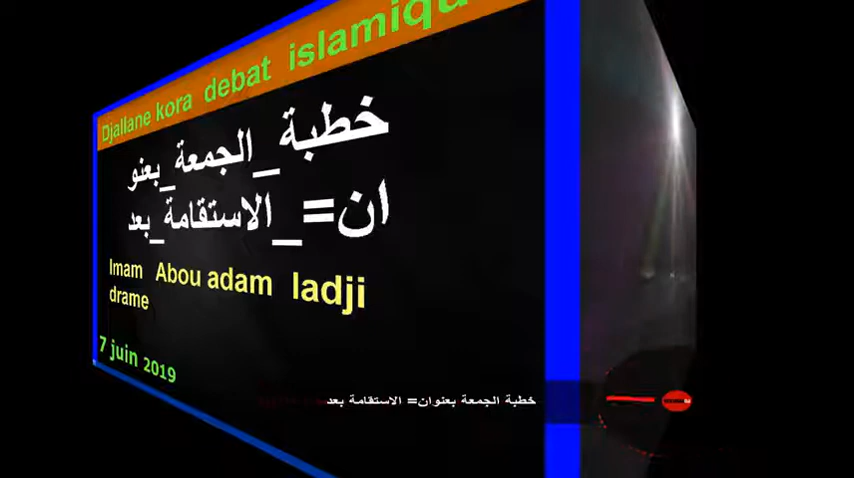 Djallane kora debat islamiqu
خطبة_الجمعة_بعنو
ان=_الاستقامة_بعد
Imam Abou adam ladji
drame
7 juin 2019
خطبة الجمعة بعنوان= الاستقامة بعد